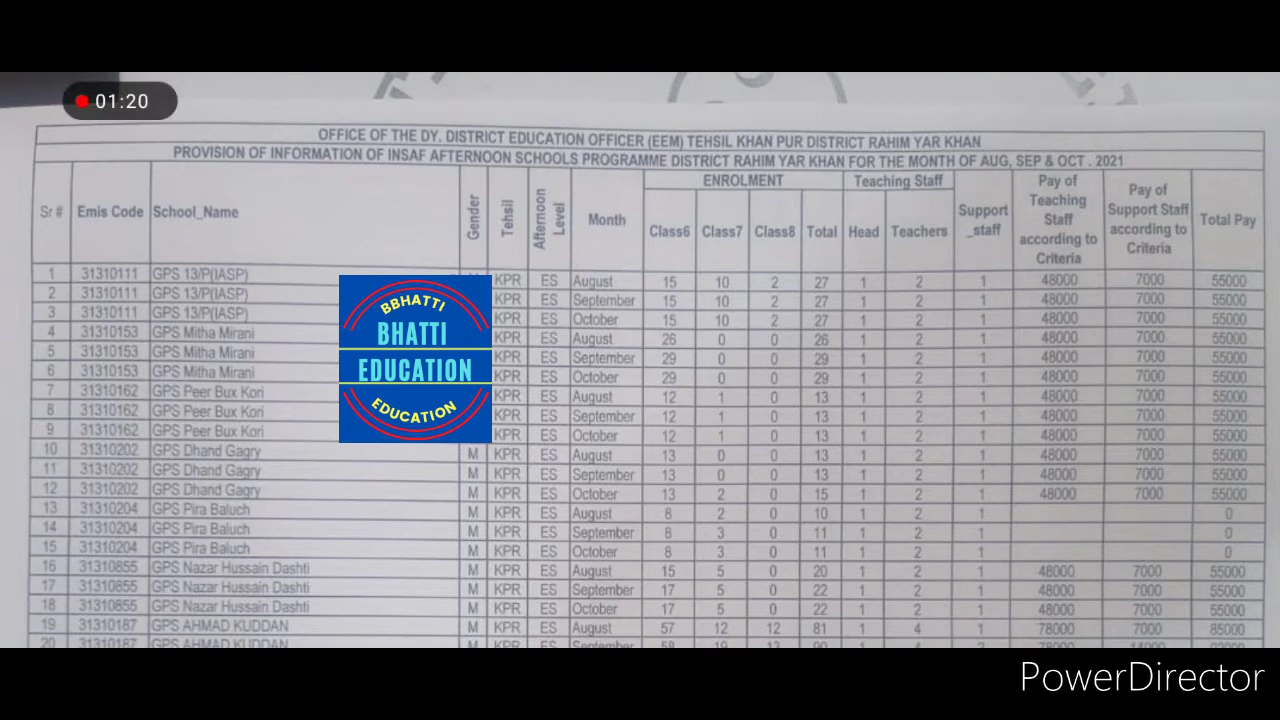 01:20
OFFICE OF THE DY. DISTRICT EDUCATION OFFICER (EEM) TEHSIL KHAN PUR DISTRICT RAHIM YAR KHAN
PROVISION OF INFORMATION OF INSAF AFTERNOON SCHOOLS PROGRAMME DISTRICT RAHIM YAR KHAN FOR THE MONTH OF AUG, SEP & OCT . 2021
Sr # Emis Code School_Name Gender Tehsil Afternoon Level Month ENROLMENT Class6 Class7 Class8 Total Teaching Staff Head Teachers Support _staff Pay of Teaching Staff according to Criteria Pay of Support Staff according to Criteria Total Pay
1 31310111 GPS 13/P(IASP) KPR ES August 15 10 2 27 1 2 1 48000 7000 55000
2 31310111 GPS 13/P(IASP) KPR ES September 15 10 2 27 1 2 1 48000 7000 55000
3 31310111 GPS 13/P(IASP) KPR ES October 15 10 2 27 1 2 1 48000 7000 55000
4 31310153 GPS Mitha Mirani KPR ES August 26 0 0 26 1 2 1 48000 7000 55000
5 31310153 GPS Mitha Mirani KPR ES September 29 0 0 29 1 2 1 48000 7000 55000
6 31310153 GPS Mitha Mirani KPR ES October 29 0 0 29 1 2 1 48000 7000 55000
7 31310162 GPS Peer Bux Kori KPR ES August 12 1 0 13 1 2 1 48000 7000 55000
8 31310162 GPS Peer Bux Kori KPR ES September 12 1 0 13 1 2 1 48000 7000 55000
9 31310162 GPS Peer Bux Kori KPR ES October 12 1 0 13 1 2 1 48000 7000 55000
10 31310202 GPS Dhand Gagry M KPR ES August 13 0 0 13 1 2 1 48000 7000 55000
11 31310202 GPS Dhand Gagry M KPR ES September 13 0 0 13 1 2 1 48000 7000 55000
12 31310202 GPS Dhand Gagry M KPR ES October 13 2 0 15 1 2 1 48000 7000 55000
13 31310204 GPS Pira Baluch M KPR ES August 8 2 0 10 1 2 1 0
14 31310204 GPS Pira Baluch M KPR ES September 8 3 0 11 1 2 1 0
15 31310204 GPS Pira Baluch M KPR ES October 8 3 0 11 1 2 1 0
16 31310855 GPS Nazar Hussain Dashti M KPR ES August 15 5 0 20 1 2 1 48000 7000 55000
17 31310855 GPS Nazar Hussain Dashti M KPR ES September 17 5 0 22 1 2 1 48000 7000 55000
18 31310855 GPS Nazar Hussain Dashti M KPR ES October 17 5 0 22 1 2 1 48000 7000 55000
19 31310187 GPS AHMAD KUDDAN M KPR ES August 57 12 12 81 1 4 1 78000 7000 85000
20 31310187 GPS AHMAD KUDDAN M KPR ES September
BBHATTI
BHATTI
EDUCATION
EDUCATION
PowerDirector